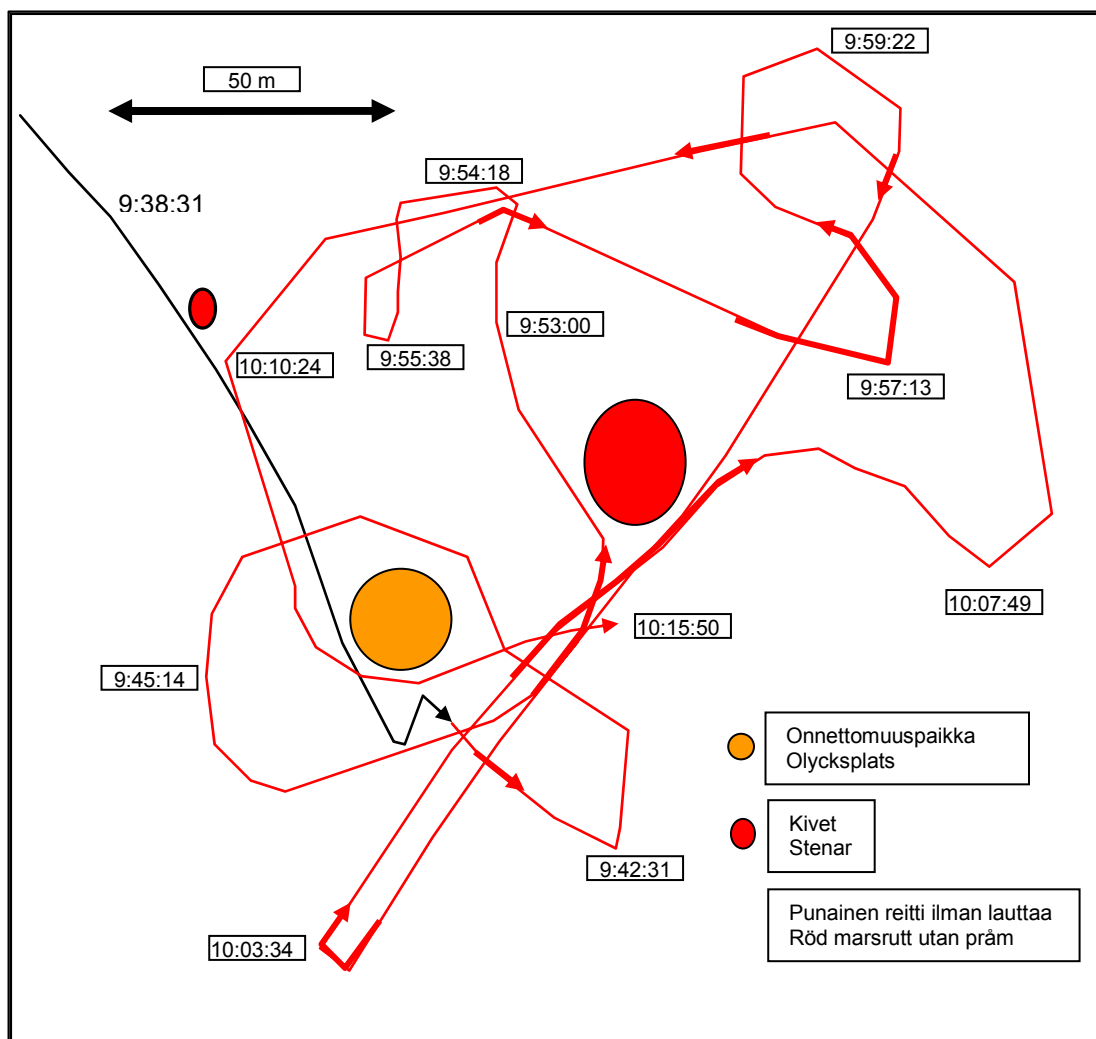 9:59:22
50 m
9:54:18
9:38:31
9:53:00
9:55:38
10:10:24
9:57:13
10:07:49
10:15:50
9:45:14
Onnettomuuspaikka
Olycksplats
Kivet
Stenar
9:42:31
Punainen reitti ilman lauttaa
Röd marsrutt utan pråm
10:03:34